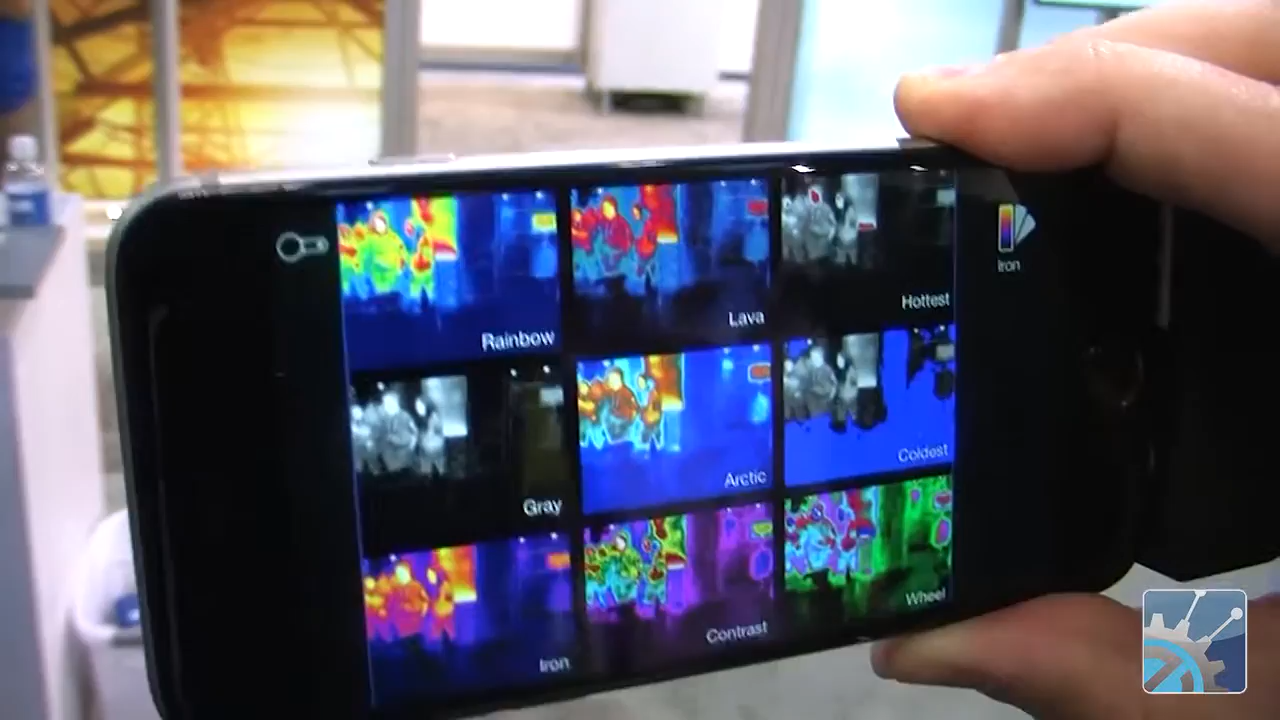 Rainbow
Lava
Hottest
Iron
Gray
Arctic
Coldest
Iron
Contrast
Wheel